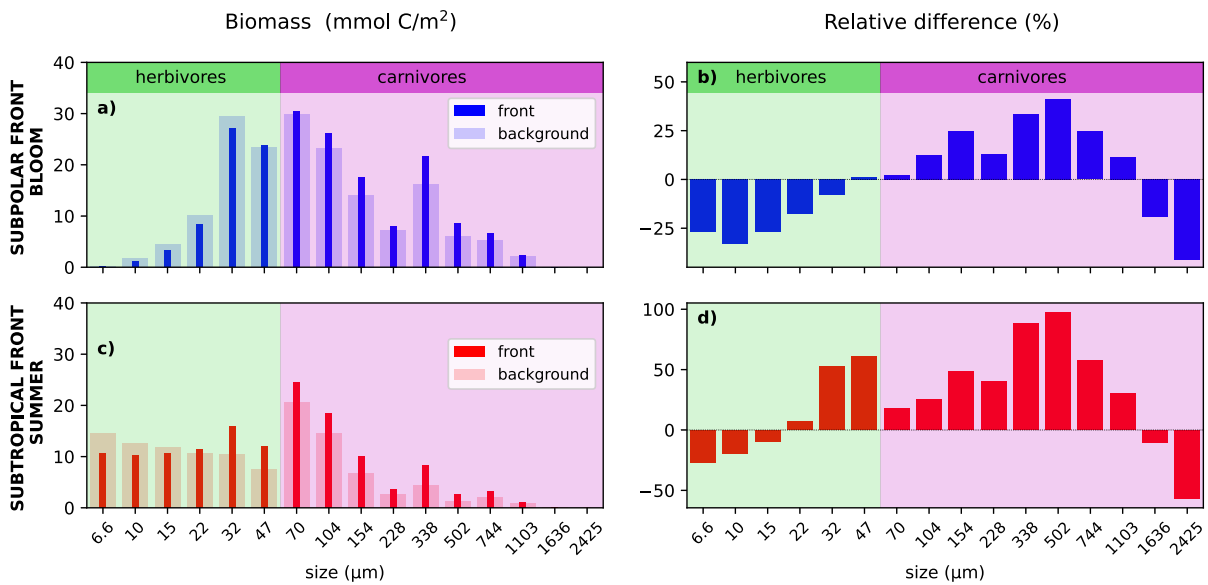 Biomass  (mmol C/m²)
Relative difference (%)
SUBPOLAR FRONT
BLOOM
40
30
20
10
0
herbivores
carnivores
a)
front
background
50
25
0
−25
b)
herbivores
carnivores
SUBTROPICAL FRONT
SUMMER
40
30
20
10
0
c)
front
background
6.6 10 15 22 32 47 70 104 154 228 338 502 744 1103 1636 2425
size (μm)
100
50
0
−50
d)
6.6 10 15 22 32 47 70 104 154 228 338 502 744 1103 1636 2425
size (μm)